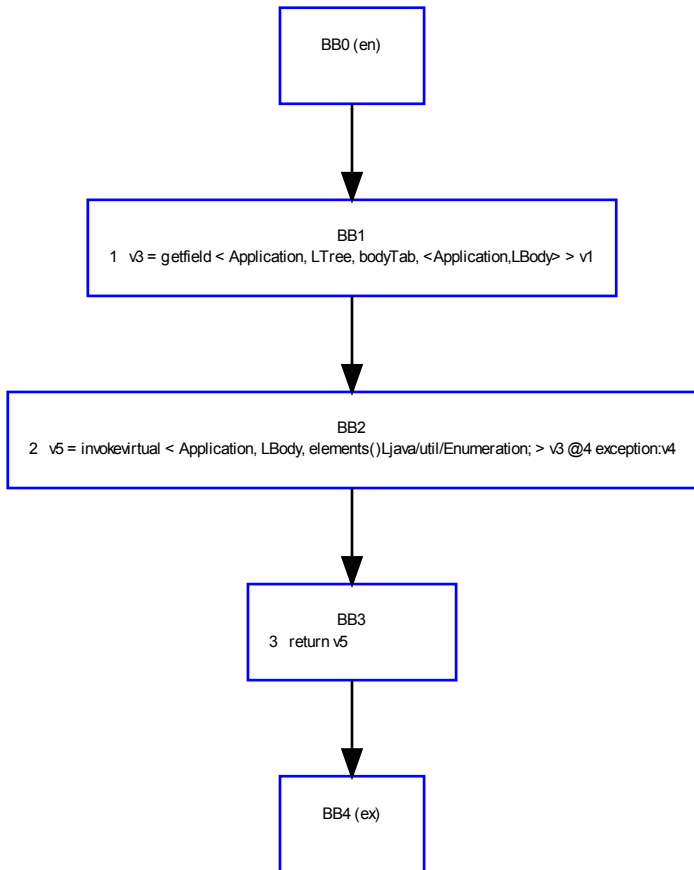 BB0 (en)
BB1
1 v3 = getfield < Application, LTree, bodyTab, <Application,LBody> > v1
BB2
2 v5 = invokevirtual < Application, LBody, elements()Ljava/util/Enumeration; > v3 @4 exception:v4
BB3
3 return v5
BB4 (ex)